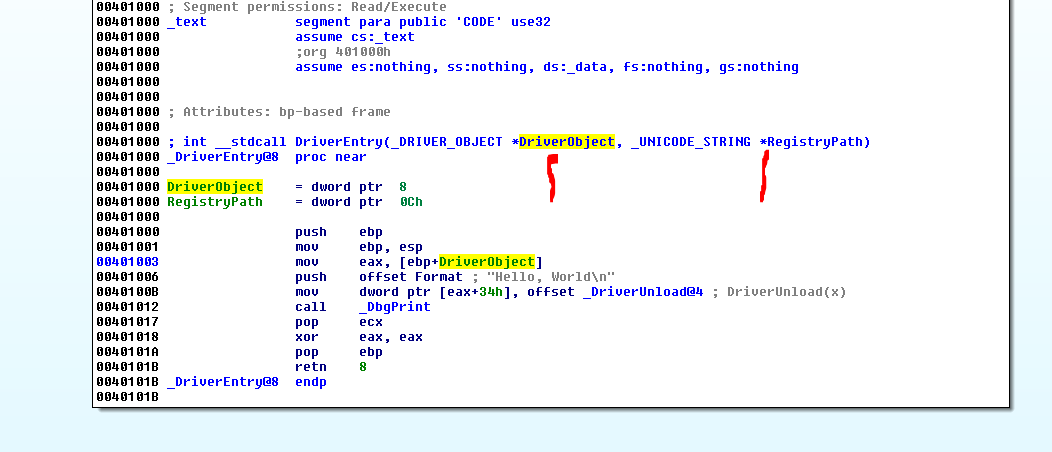 00401000 ; Segment permissions: Read/Execute
00401000 _text           segment para public 'CODE' use32
00401000                 assume cs:_text
00401000                 ;org 401000h
00401000                 assume es:nothing, ss:nothing, ds:_data, fs:nothing, gs:nothing
00401000
00401000
00401000 ; Attributes: bp-based frame
00401000
00401000 ; int __stdcall DriverEntry(_DRIVER_OBJECT *DriverObject, _UNICODE_STRING *RegistryPath)
00401000 _DriverEntry@8  proc near
00401000
00401000 DriverObject    = dword ptr  8
00401000 RegistryPath    = dword ptr  0Ch
00401000
00401000                 push    ebp
00401001                 mov     ebp, esp
00401003                 mov     eax, [ebp+DriverObject]
00401006                 push    offset Format ; "Hello, World\n"
0040100B                 mov     dword ptr [eax+34h], offset _DriverUnload@4 ; DriverUnload(x)
00401012                 call    _DbgPrint
00401017                 pop     ecx
00401018                 xor     eax, eax
0040101A                 pop     ebp
0040101B                 retn    8
0040101B _DriverEntry@8  endp
0040101B